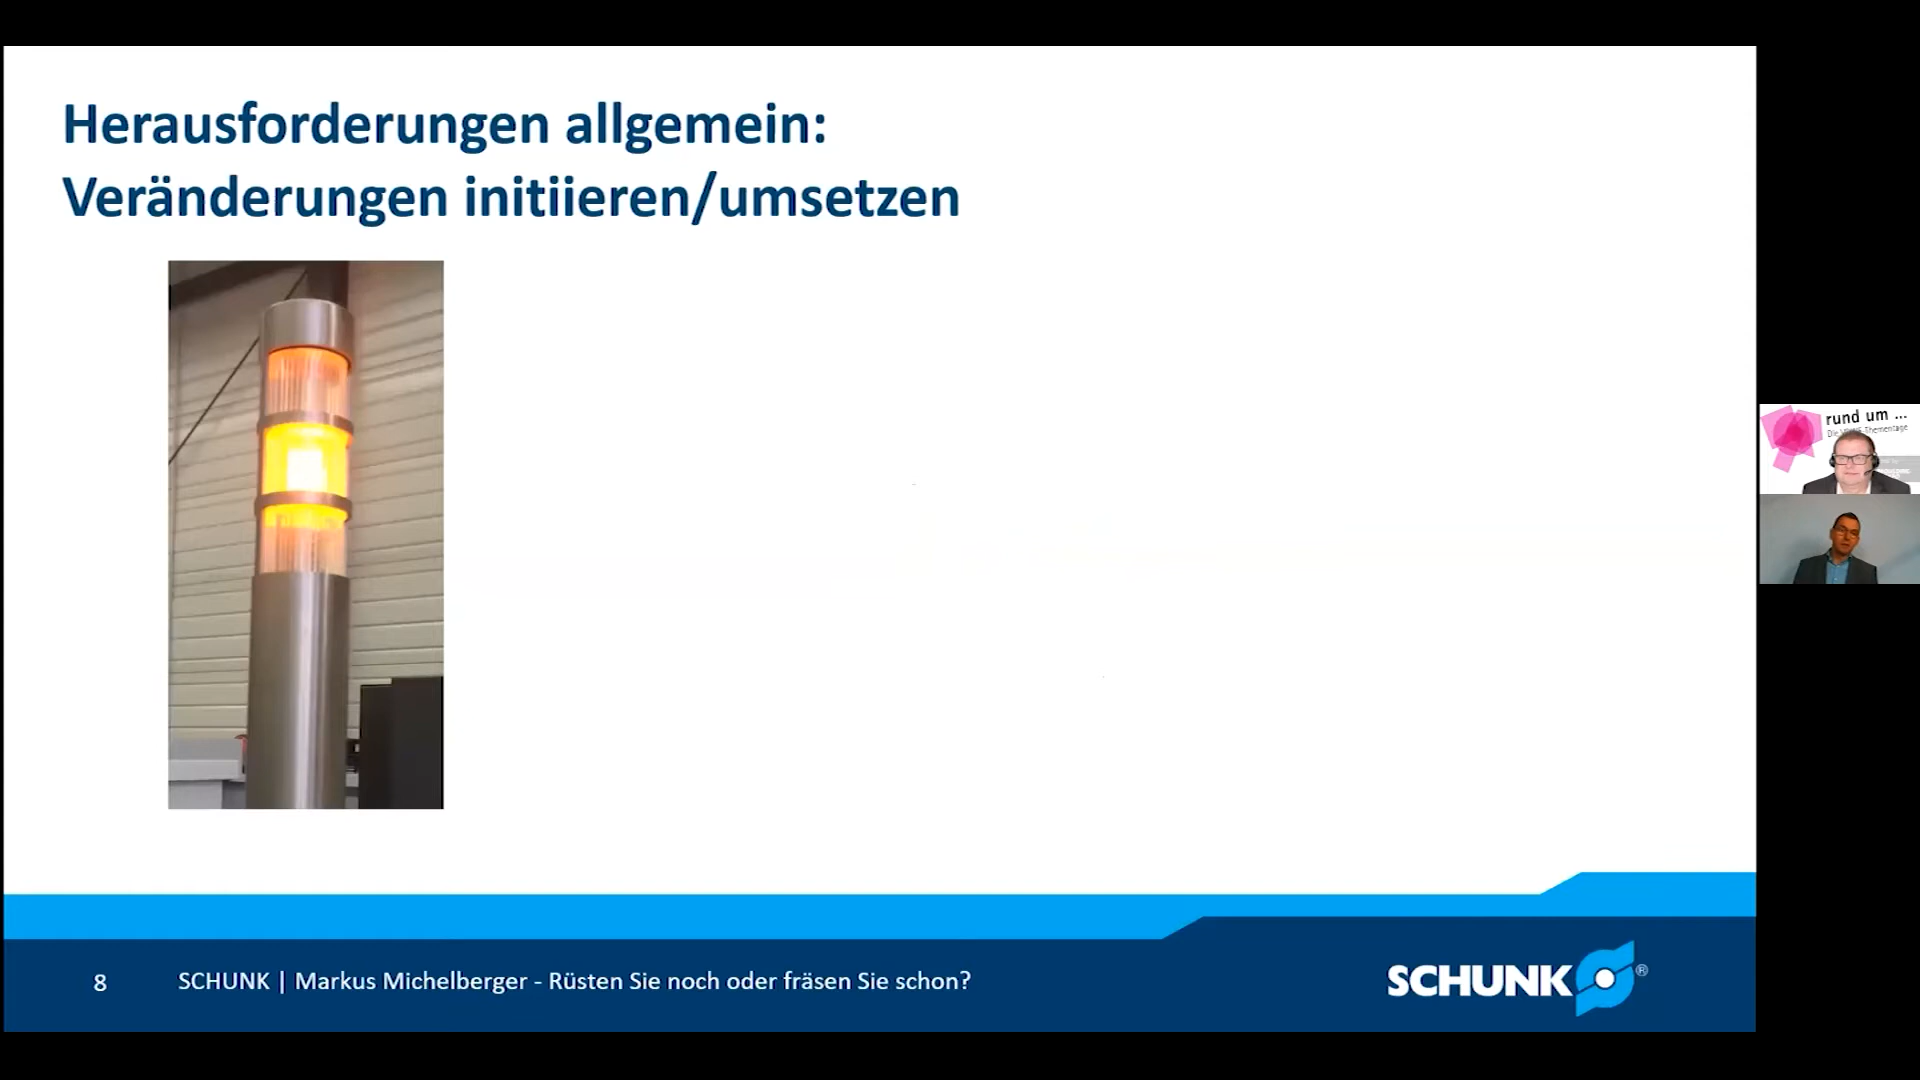 Herausforderungen allgemein:
Veränderungen initiieren/umsetzen
rund um ...
8
SCHUNK | Markus Michelberger - Rüsten Sie noch oder fräsen Sie schon?
SCHUNK®